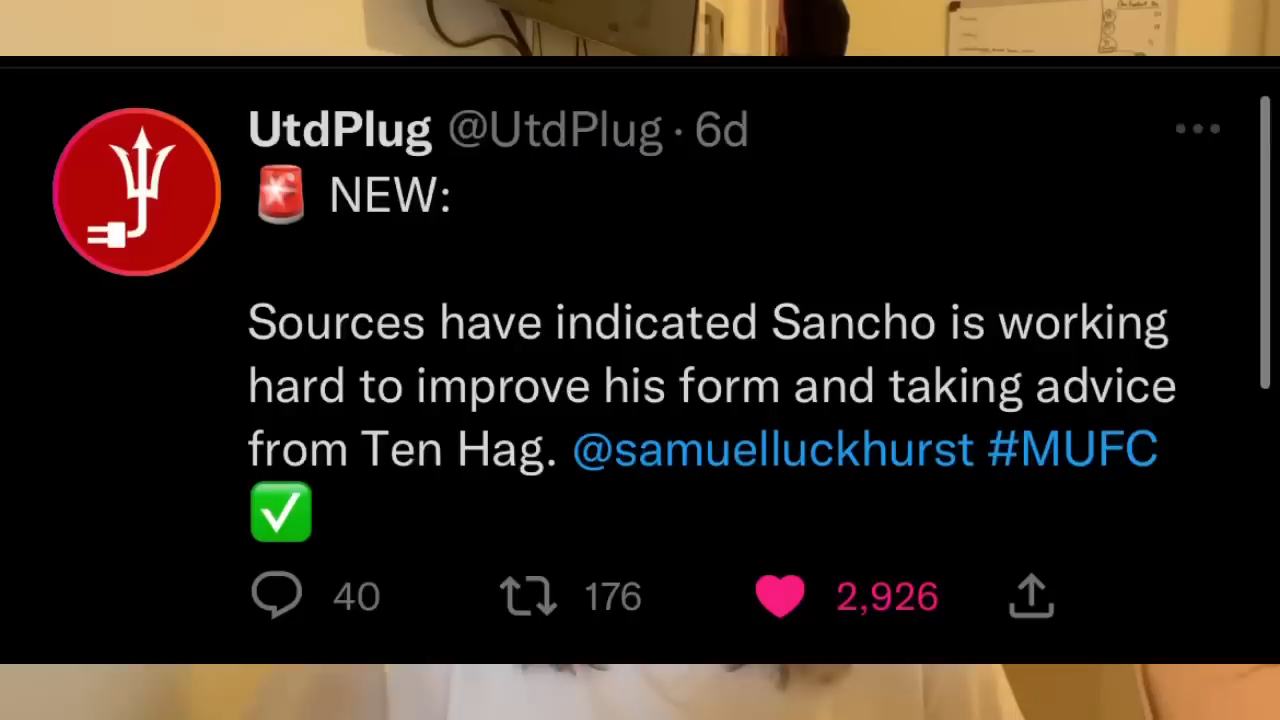 UtdPlug @UtdPlug · 6d
🚨 NEW:
Sources have indicated Sancho is working
hard to improve his form and taking advice
from Ten Hag. @samuelluckhurst #MUFC
✅
40 176 2,926